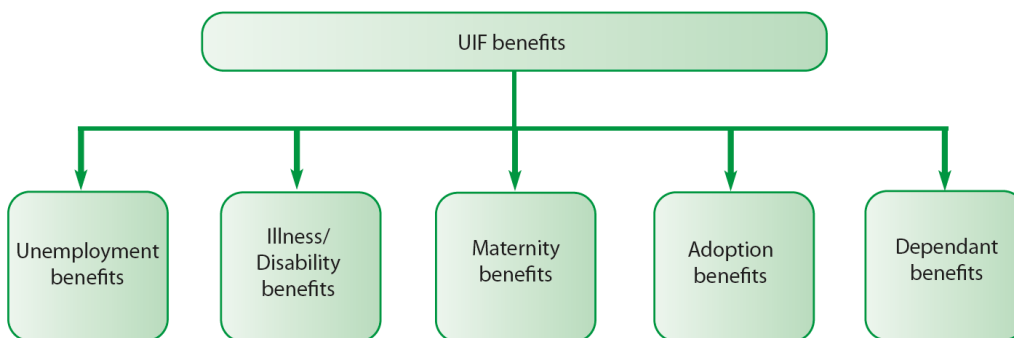 UIF benefits
Unemployment
benefits
Illness/
Disability
benefits
Maternity
benefits
Adoption
benefits
Dependant
benefits